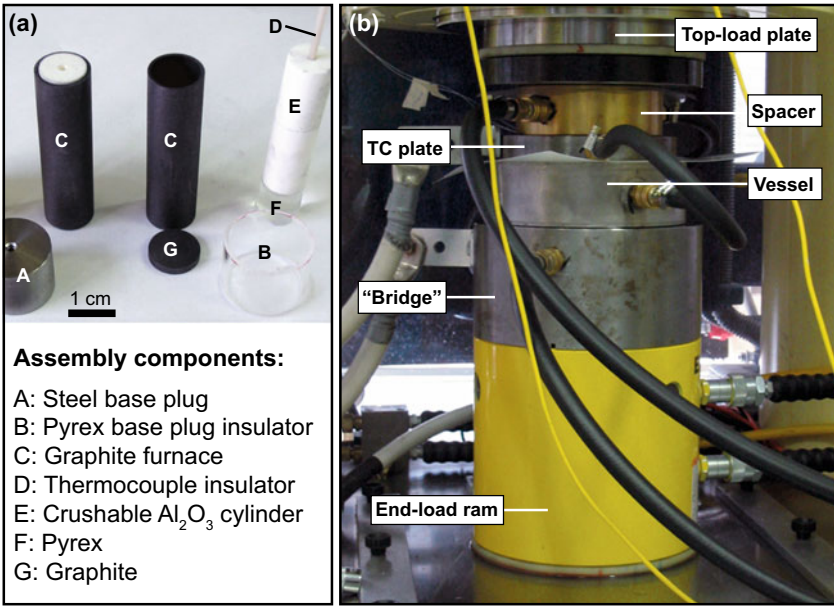 (a)
D
E
C
C
F
G
B
A
1 cm
Assembly components:
A: Steel base plug
B: Pyrex base plug insulator
C: Graphite furnace
D: Thermocouple insulator
E: Crushable Al₂O₃ cylinder
F: Pyrex
G: Graphite
(b)
Top-load plate
Spacer
TC plate
Vessel
“Bridge”
End-load ram